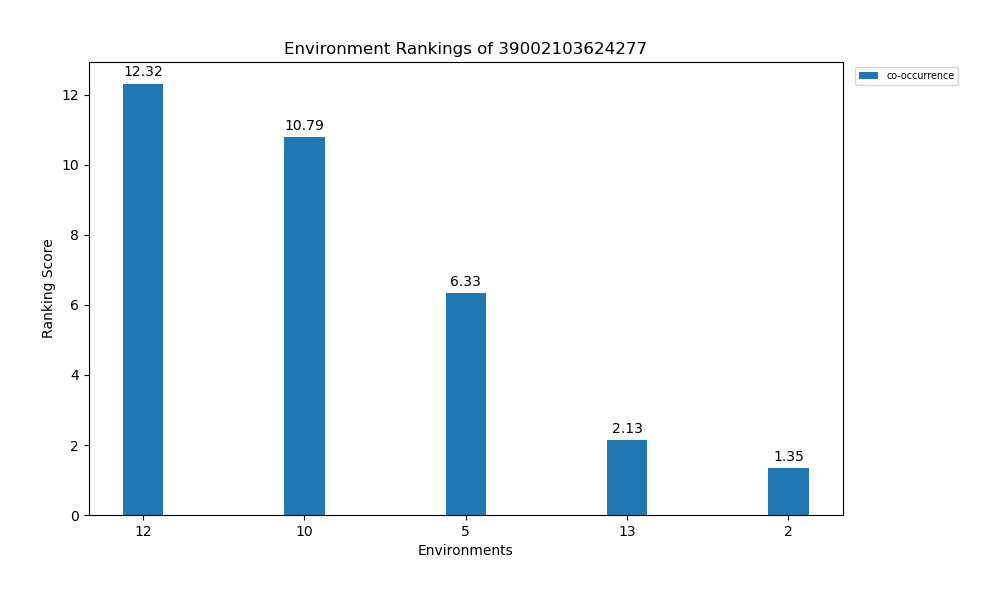 Environment Rankings of 39002103624277
co-occurrence
12.32
10.79
6.33
2.13
1.35
12
10
8
6
4
2
0
Ranking Score
12 10 5 13 2
Environments